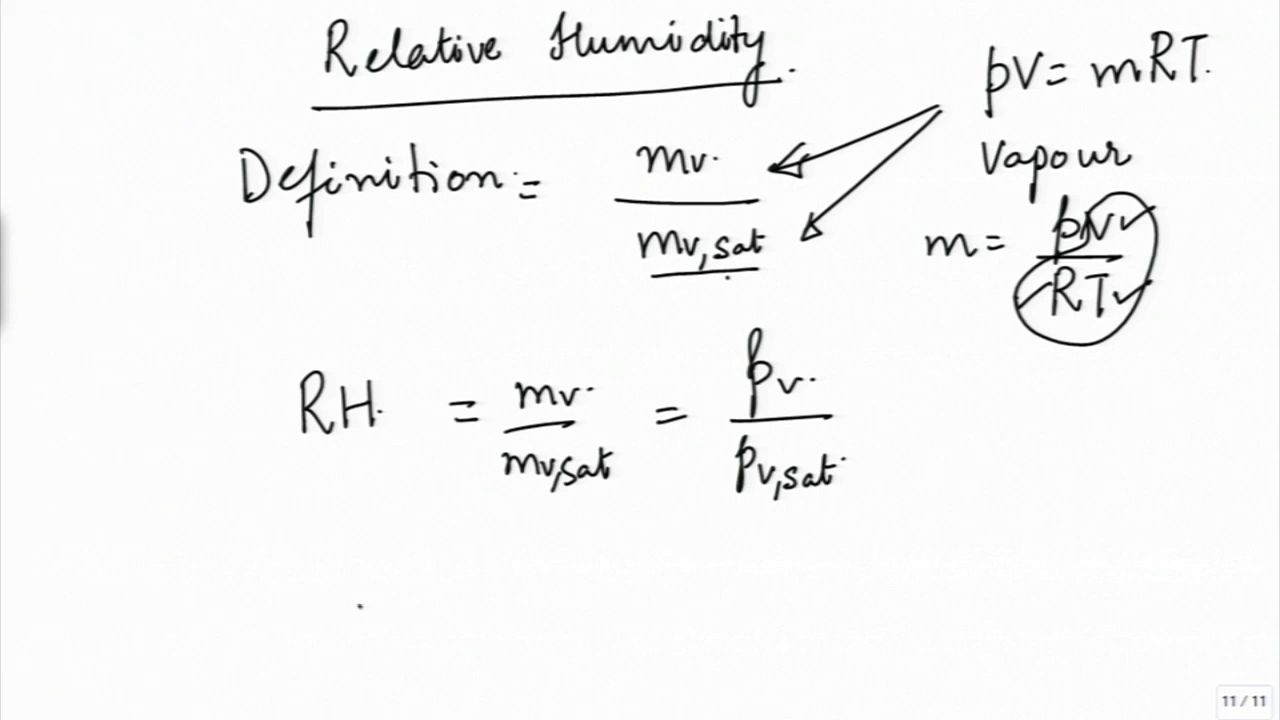 Relative Humidity.
pV = mRT.
Definition: = mv. / mv,sat
Vapour
m = pV / RT
RH. = mv. / mv,sat = pv. / pv,sat.
11 / 11